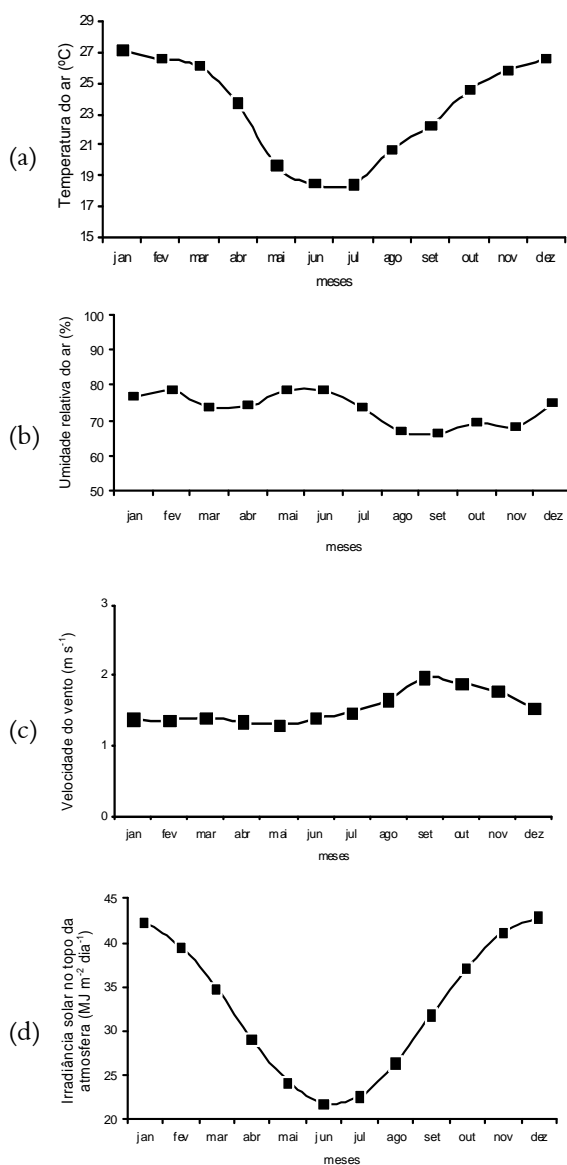 (a)
Temperatura do ar (ºC)
29
27
25
23
21
19
17
15
jan fev mar abr mai jun jul ago set out nov dez
meses
(b)
Umidade relativa do ar (%)
100
90
80
70
60
50
jan fev mar abr mai jun jul ago set out nov dez
meses
(c)
Velocidade do vento (m s⁻¹)
3
2
1
0
jan fev mar abr mai jun jul ago set out nov dez
meses
(d)
Irradiância solar no topo da
atmosfera (MJ m⁻² dia⁻¹)
45
40
35
30
25
20
jan fev mar abr mai jun jul ago set out nov dez
meses